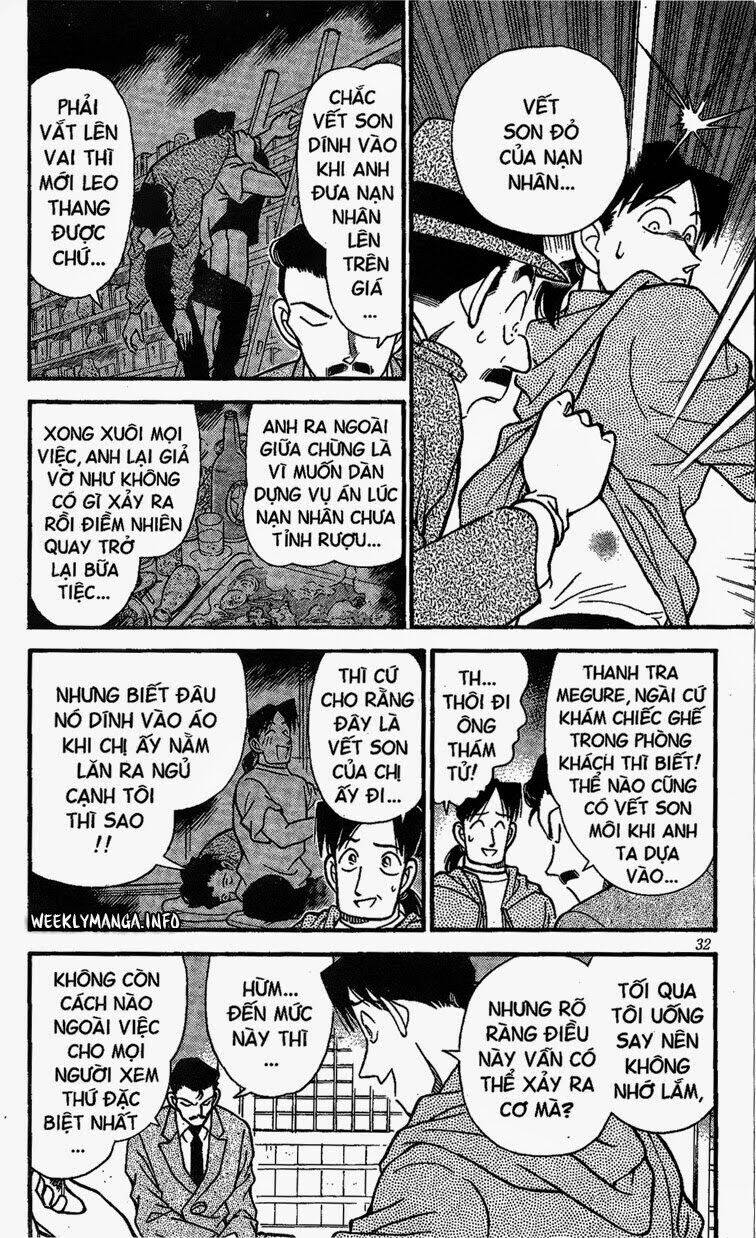 VẾT
SON ĐỎ
CỦA NẠN
NHÂN...
CHẮC
VẾT SON
DÍNH VÀO
KHI ANH
ĐƯA NẠN
NHÂN
LÊN
TRÊN
GIÁ
...
PHẢI
VẮT LÊN
VAI THÌ
MỚI LEO
THANG
ĐƯỢC
CHỨ...
ANH RA NGOÀI
GIỮA CHỪNG LÀ
VÌ MUỐN DÀN
DỰNG VỤ ÁN LÚC
NẠN NHÂN CHƯA
TỈNH RƯỢU...
XONG XUÔI MỌI
VIỆC, ANH LẠI GIẢ
VỜ NHƯ KHÔNG
CÓ GÌ XẢY RA
RỒI ĐIỀM NHIÊN
QUAY TRỞ
LẠI BỮA
TIỆC...
THANH TRA
MEGURE, NGÀI CỨ
KHÁM CHIẾC GHẾ
TRONG PHÒNG
KHÁCH THÌ BIẾT!
THỂ NÀO CŨNG
CÓ VẾT SON
MÔI KHI ANH
TA DỰA
VÀO...
TH...
THÔI ĐI
ÔNG
THÁM
TỬ!
THÌ CỨ
CHO RẰNG
ĐÂY LÀ
VẾT SON
CỦA CHỊ
ẤY ĐI...
NHƯNG BIẾT ĐÂU
NÓ DÍNH VÀO ÁO
KHI CHỊ ẤY NẰM
LĂN RA NGỦ
CẠNH TÔI
THÌ SAO
!!
WEEKLYMANGA.INFO
32
TỐI QUA
TÔI UỐNG
SAY NÊN
KHÔNG
NHỚ LẮM,
NHƯNG RÕ
RÀNG ĐIỀU
NÀY VẪN CÓ
THỂ XẢY RA
CƠ MÀ?
HỪM...
ĐẾN MỨC
NÀY THÌ
...
KHÔNG CÒN
CÁCH NÀO
NGOÀI VIỆC
CHO MỌI
NGƯỜI XEM
THỨ ĐẶC
BIỆT NHẤT
...